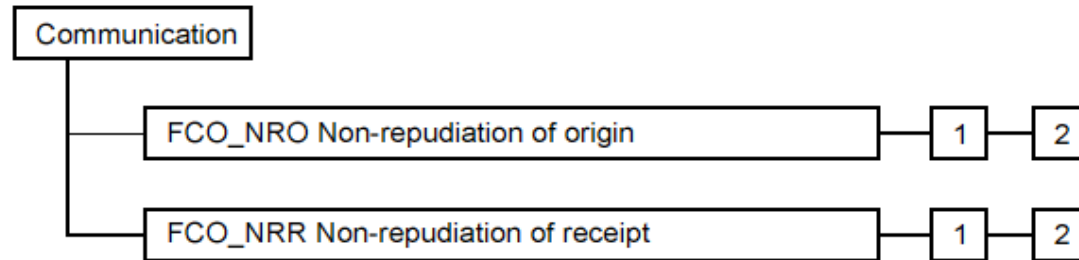 Communication
FCO_NRO Non-repudiation of origin 1 2
FCO_NRR Non-repudiation of receipt 1 2